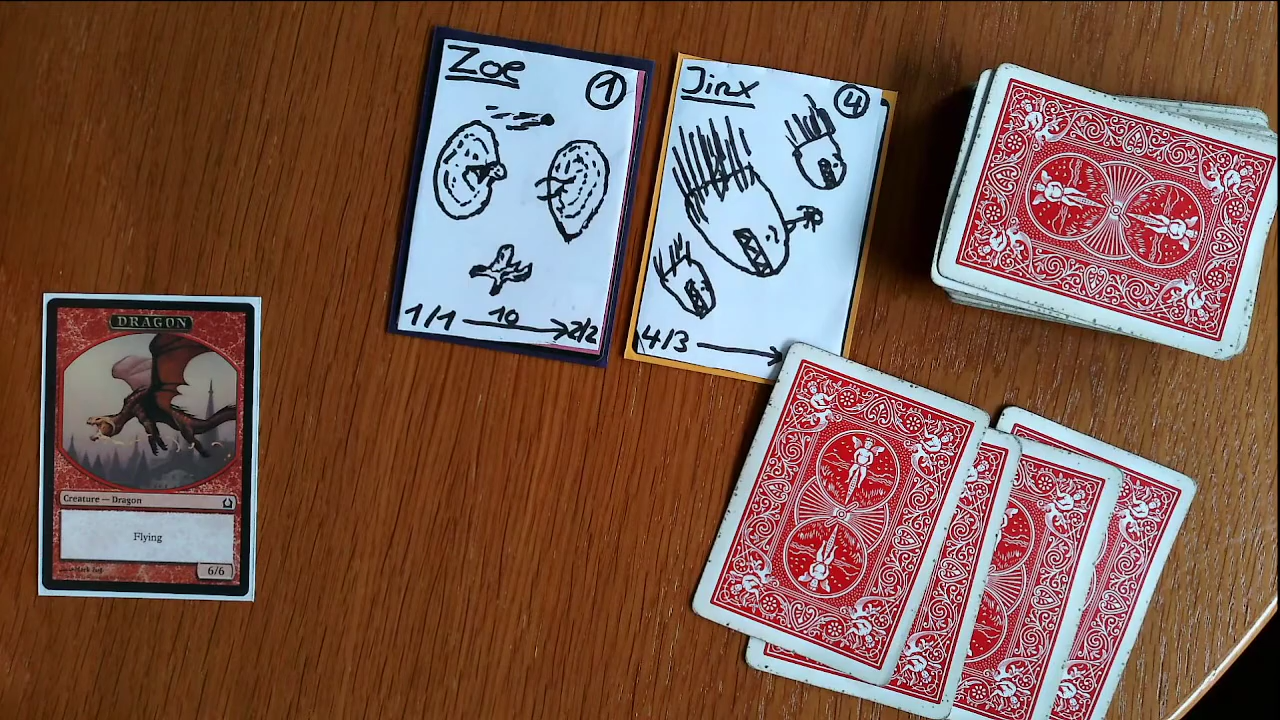 Zoe
1
1/1 10 → 2/2
Jinx
4
4/3 →
DRAGON
Creature — Dragon
Flying
6/6